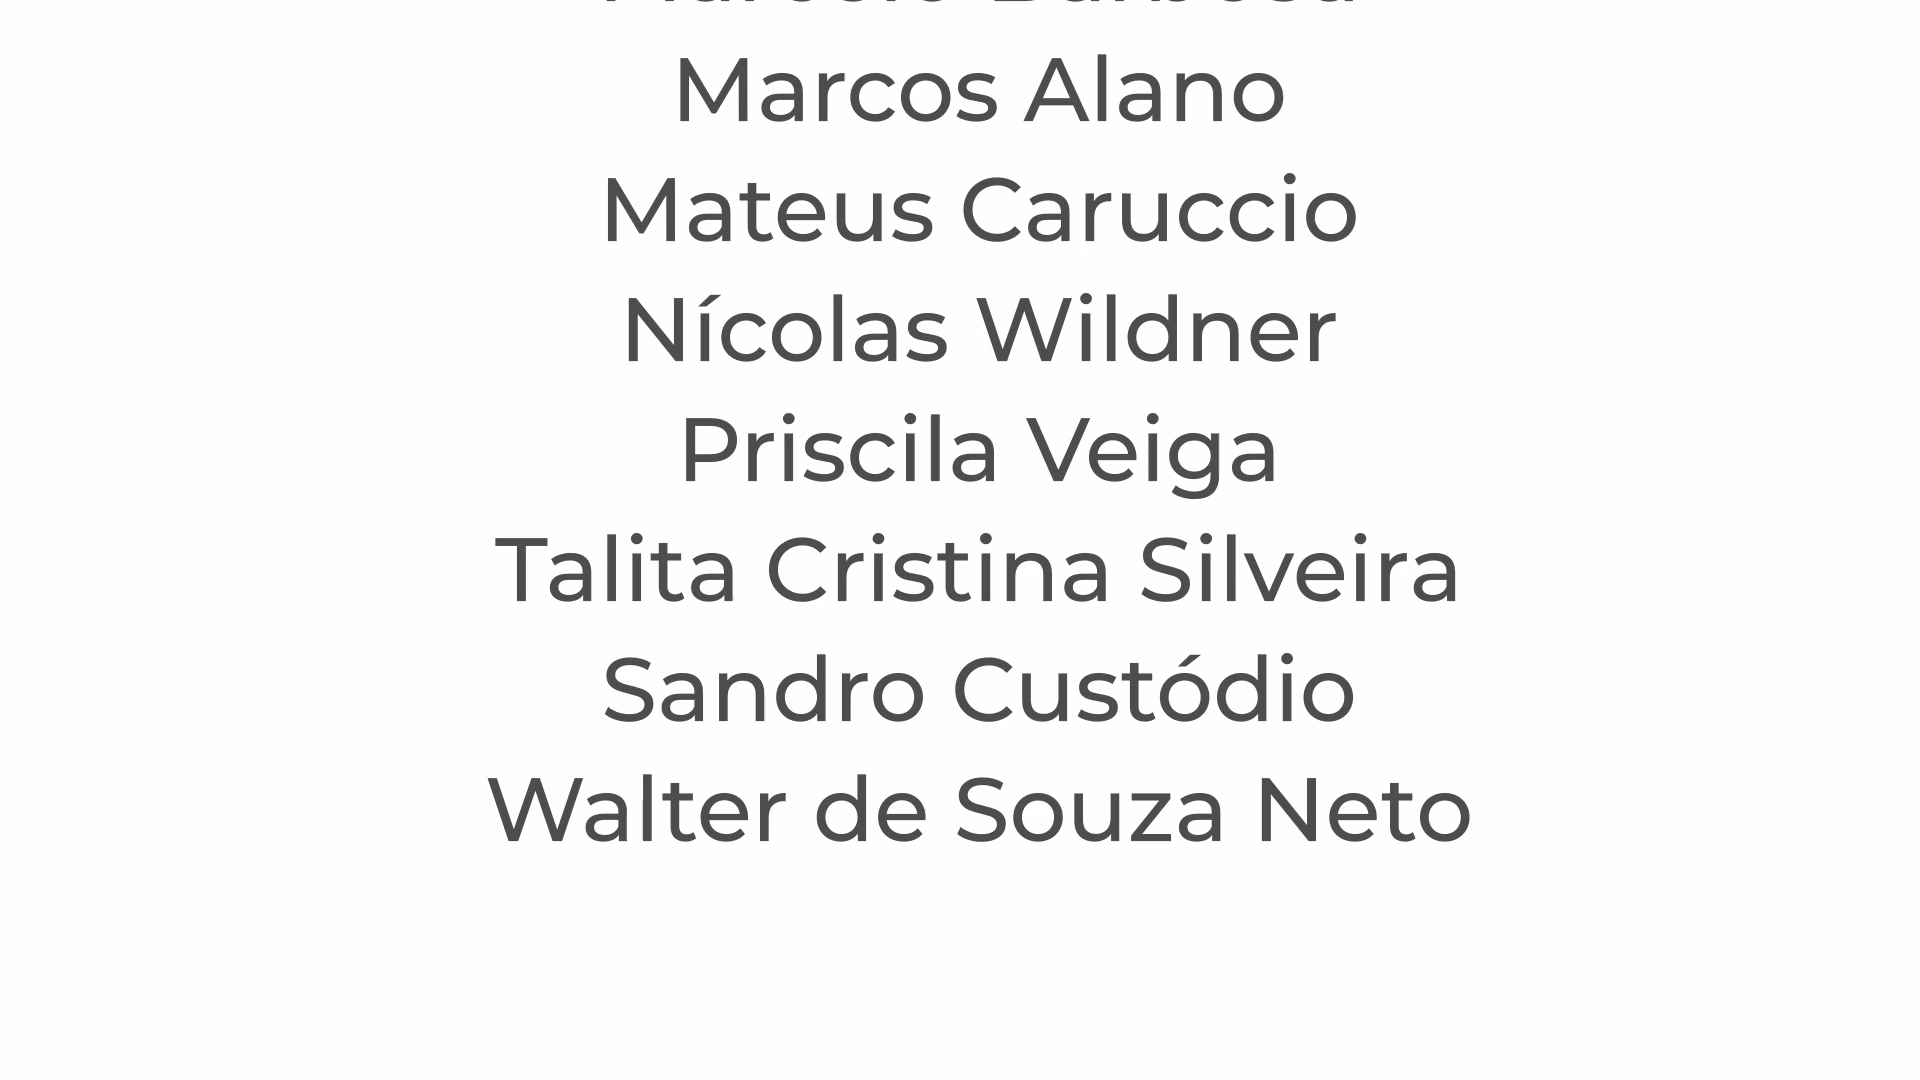 Marcos Alano
Mateus Caruccio
Nícolas Wildner
Priscila Veiga
Talita Cristina Silveira
Sandro Custódio
Walter de Souza Neto